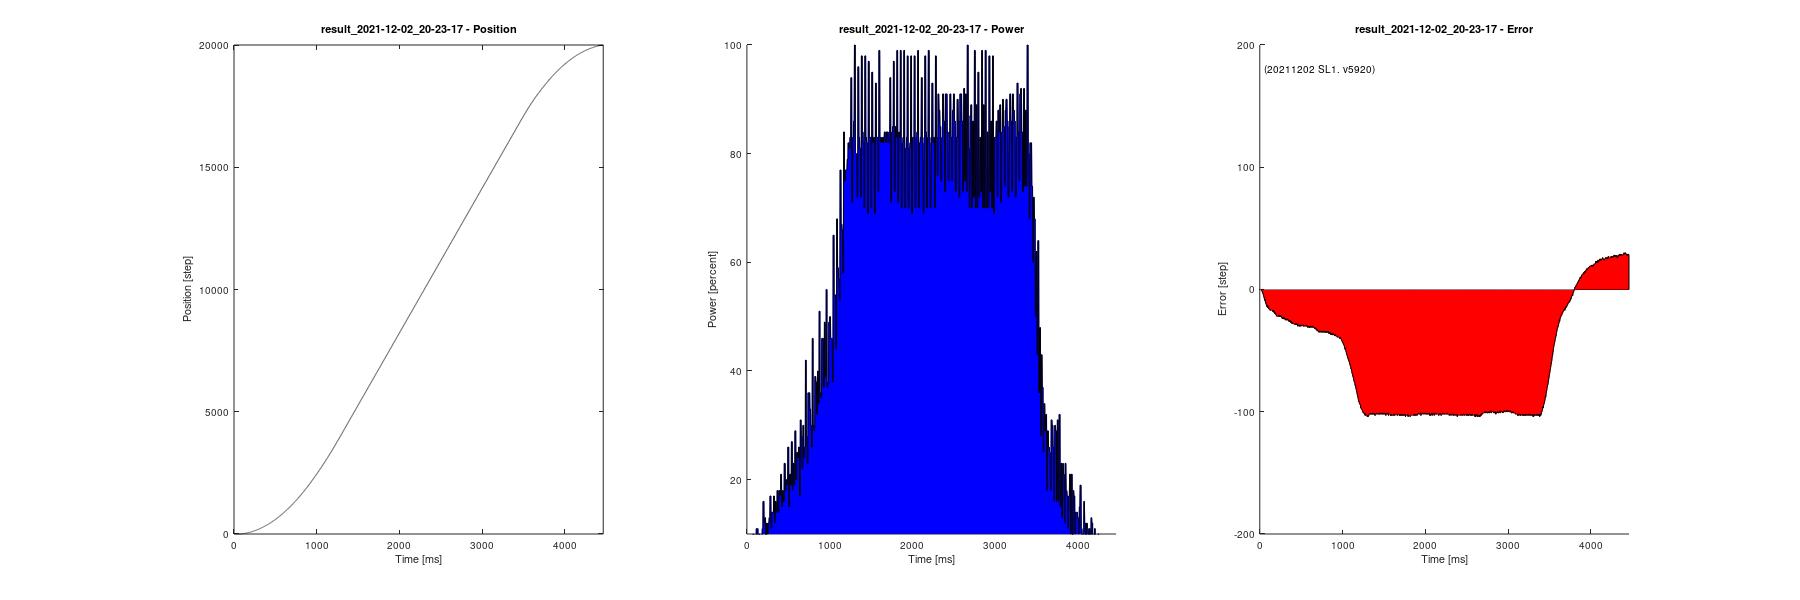 result_2021-12-02_20-23-17 - Position
20000
15000
10000
5000
0
Position [step]
0 1000 2000 3000 4000
Time [ms]
result_2021-12-02_20-23-17 - Power
100
80
60
40
20
Power [percent]
0 1000 2000 3000 4000
Time [ms]
result_2021-12-02_20-23-17 - Error
200
(20211202 SL1. v5920)
100
0
-100
-200
Error [step]
0 1000 2000 3000 4000
Time [ms]